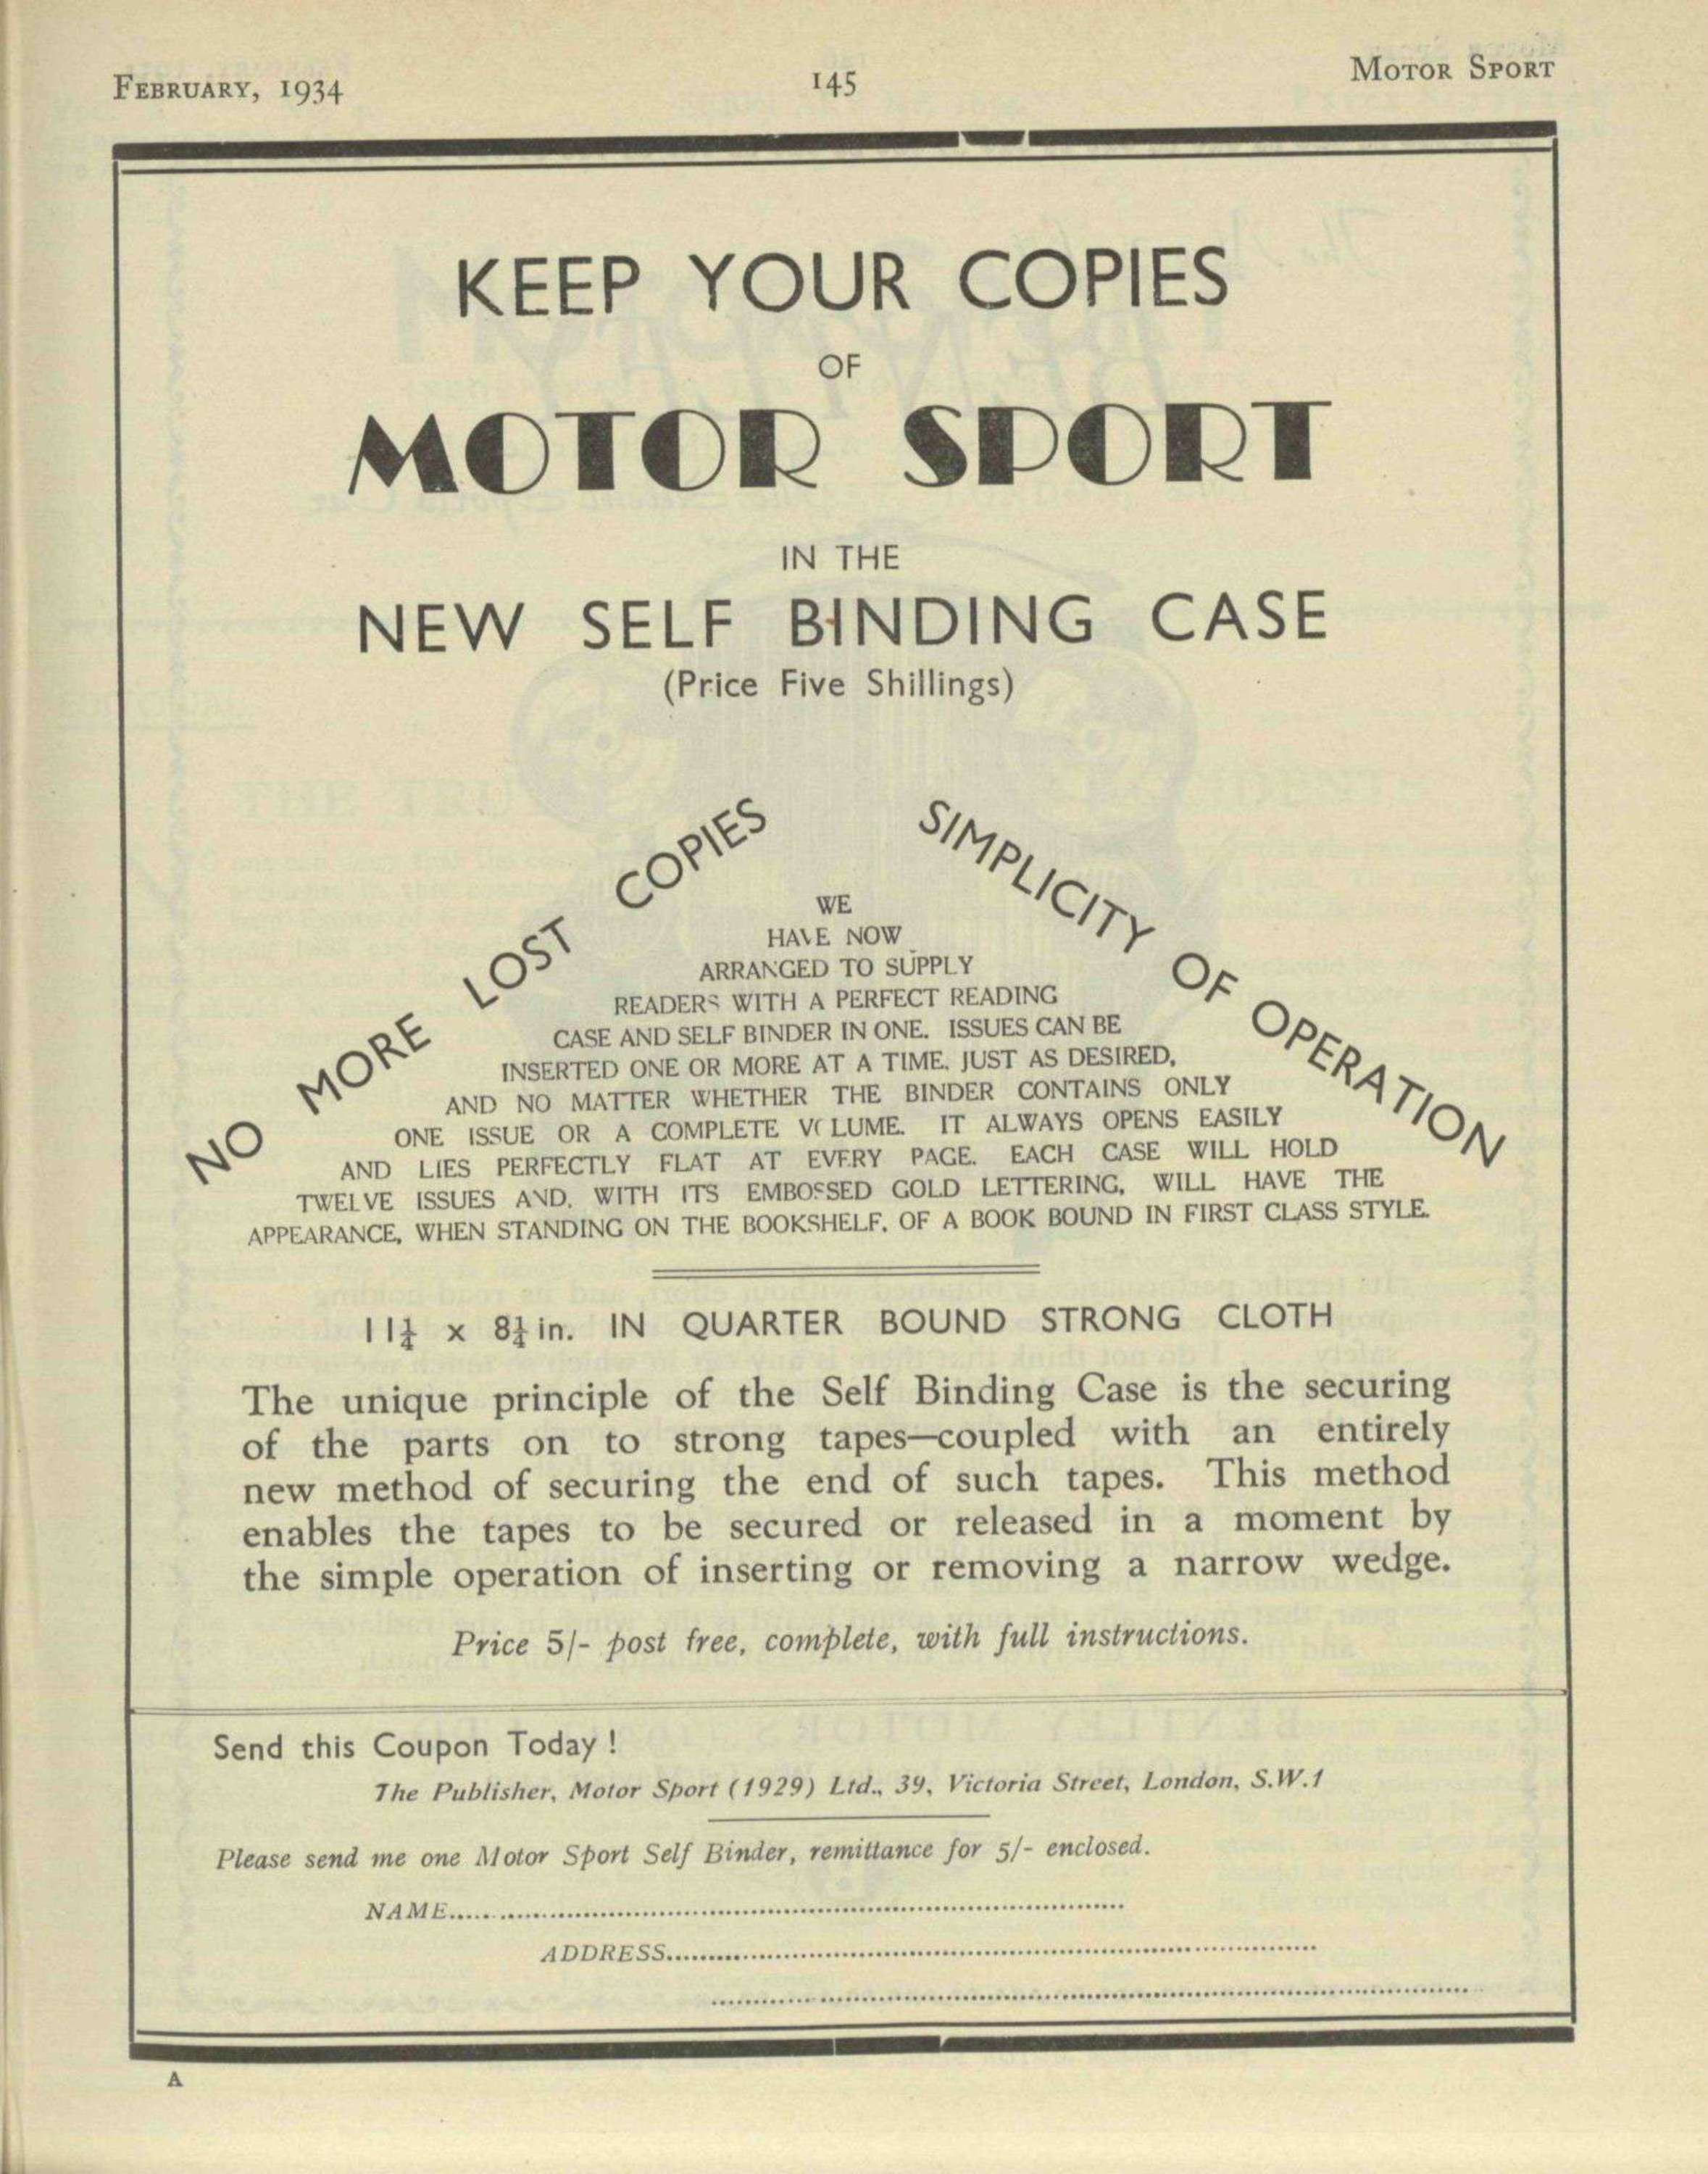 FEBRUARY, 1934
145
MOTOR SPORT
KEEP YOUR COPIES
OF
MOTOR SPORT
IN THE
NEW SELF BINDING CASE
(Price Five Shillings)
NO MORE LOST COPIES
SIMPLICITY OF OPERATION
WE
HAVE NOW
ARRANGED TO SUPPLY
READERS WITH A PERFECT READING
CASE AND SELF BINDER IN ONE. ISSUES CAN BE
INSERTED ONE OR MORE AT A TIME, JUST AS DESIRED,
AND NO MATTER WHETHER THE BINDER CONTAINS ONLY
ONE ISSUE OR A COMPLETE VOLUME. IT ALWAYS OPENS EASILY
AND LIES PERFECTLY FLAT AT EVERY PAGE. EACH CASE WILL HOLD
TWELVE ISSUES AND, WITH ITS EMBOSSED GOLD LETTERING, WILL HAVE THE
APPEARANCE, WHEN STANDING ON THE BOOKSHELF, OF A BOOK BOUND IN FIRST CLASS STYLE.
11¼ x 8¼ in. IN QUARTER BOUND STRONG CLOTH
The unique principle of the Self Binding Case is the securing
of the parts on to strong tapes—coupled with an entirely
new method of securing the end of such tapes. This method
enables the tapes to be secured or released in a moment by
the simple operation of inserting or removing a narrow wedge.
Price 5/- post free, complete, with full instructions.
Send this Coupon Today !
The Publisher, Motor Sport (1929) Ltd., 39, Victoria Street, London, S.W.1
Please send me one Motor Sport Self Binder, remittance for 5/- enclosed.
NAME
ADDRESS
A